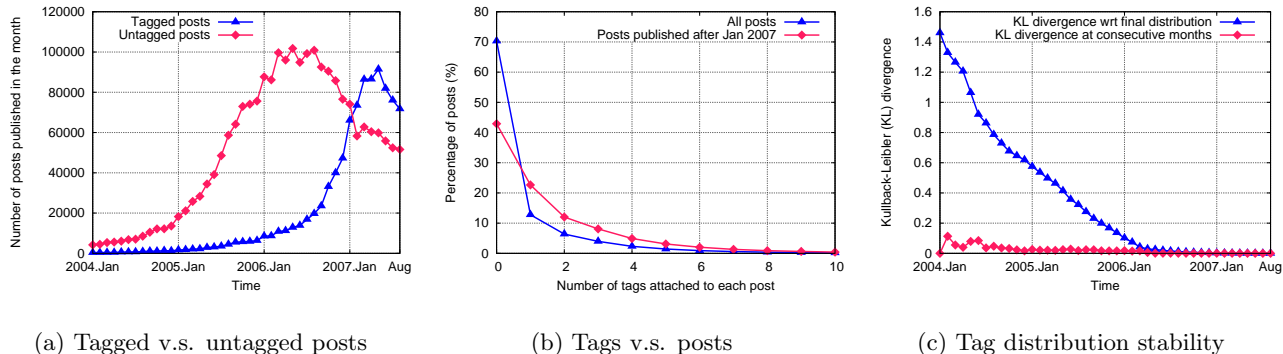 Number of posts published in the month
120000
100000
80000
60000
40000
20000
0
Tagged posts
Untagged posts
2004.Jan 2005.Jan 2006.Jan 2007.Jan Aug
Time
(a) Tagged v.s. untagged posts
Percentage of posts (%)
80
70
60
50
40
30
20
10
0
All posts
Posts published after Jan 2007
0 2 4 6 8 10
Number of tags attached to each post
(b) Tags v.s. posts
Kullback-Leibler (KL) divergence
1.6
1.4
1.2
1
0.8
0.6
0.4
0.2
0
KL divergence wrt final distribution
KL divergence at consecutive months
2004.Jan 2005.Jan 2006.Jan 2007.Jan Aug
Time
(c) Tag distribution stability